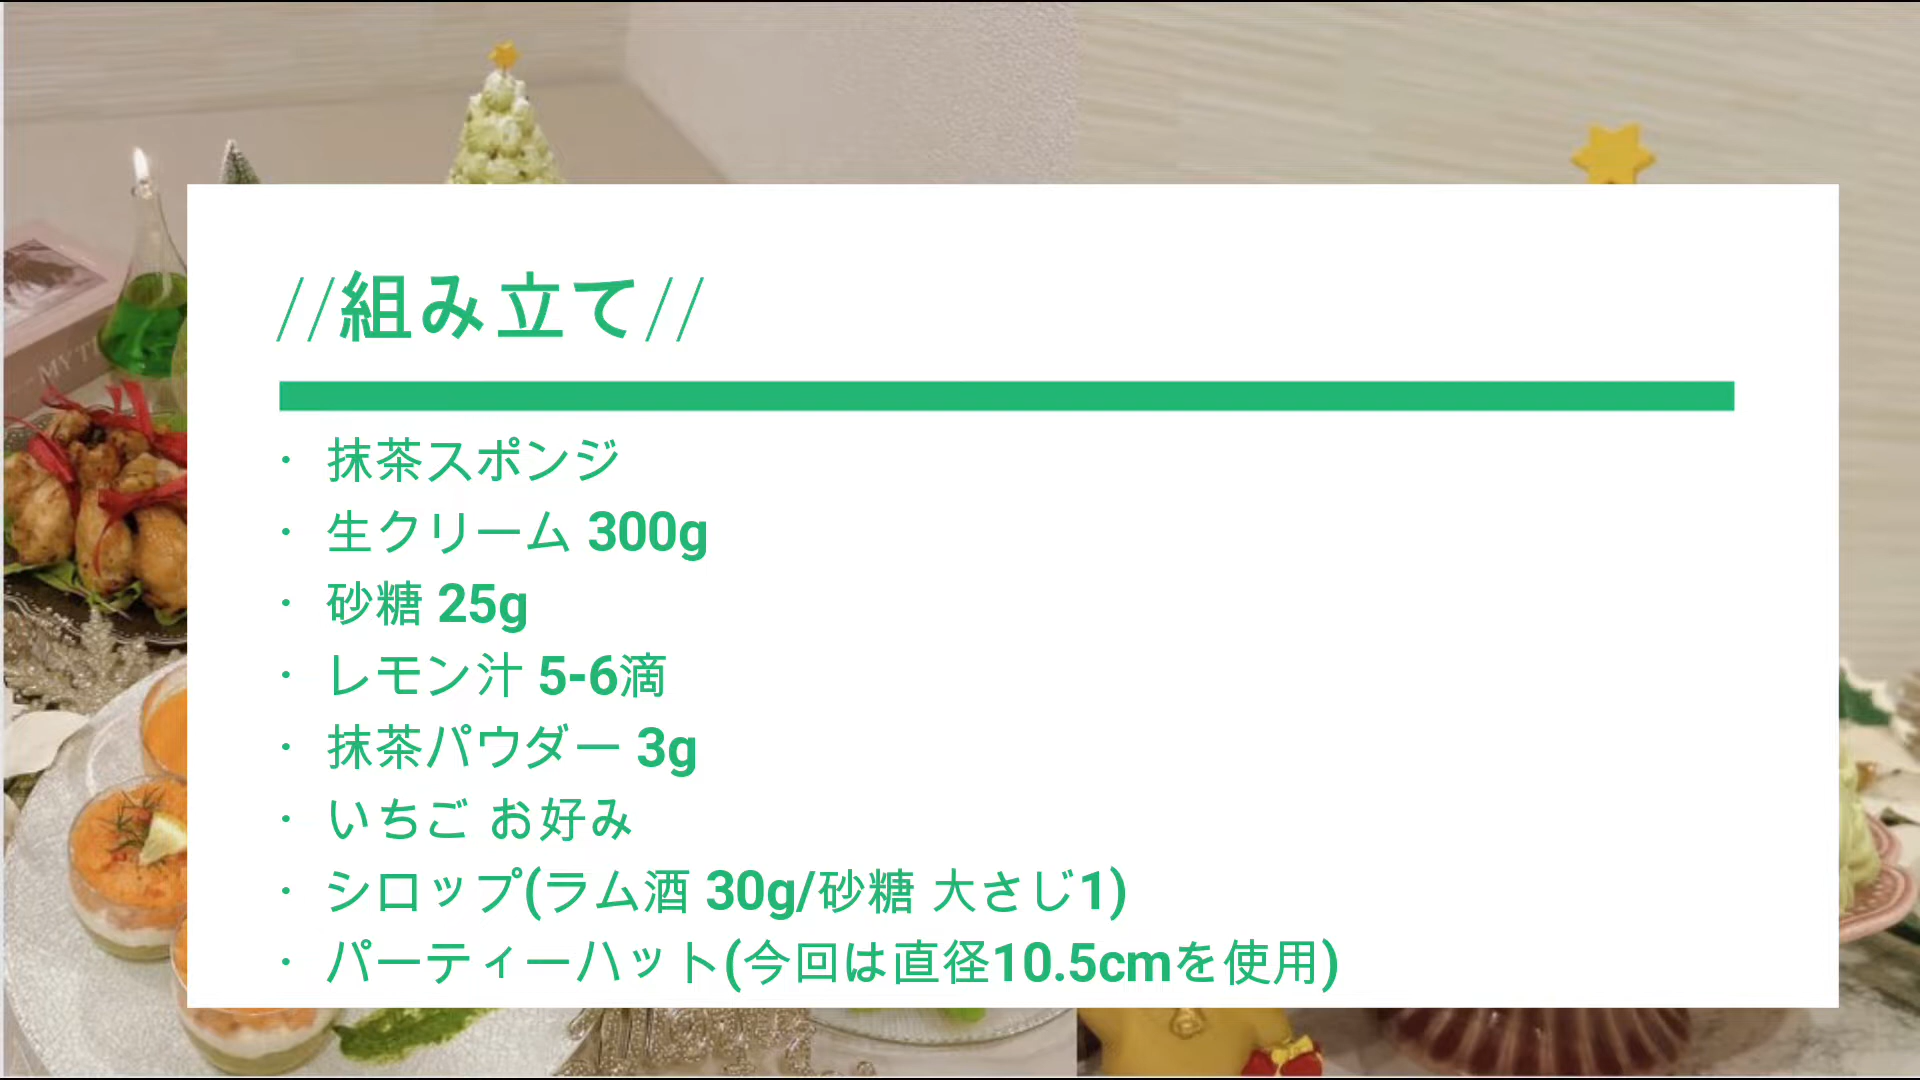 //組み立て//
・ 抹茶スポンジ
・ 生クリーム 300g
・ 砂糖 25g
・ レモン汁 5-6滴
・ 抹茶パウダー 3g
・ いちご お好み
・ シロップ(ラム酒 30g/砂糖 大さじ1)
・ パーティーハット(今回は直径10.5cmを使用)